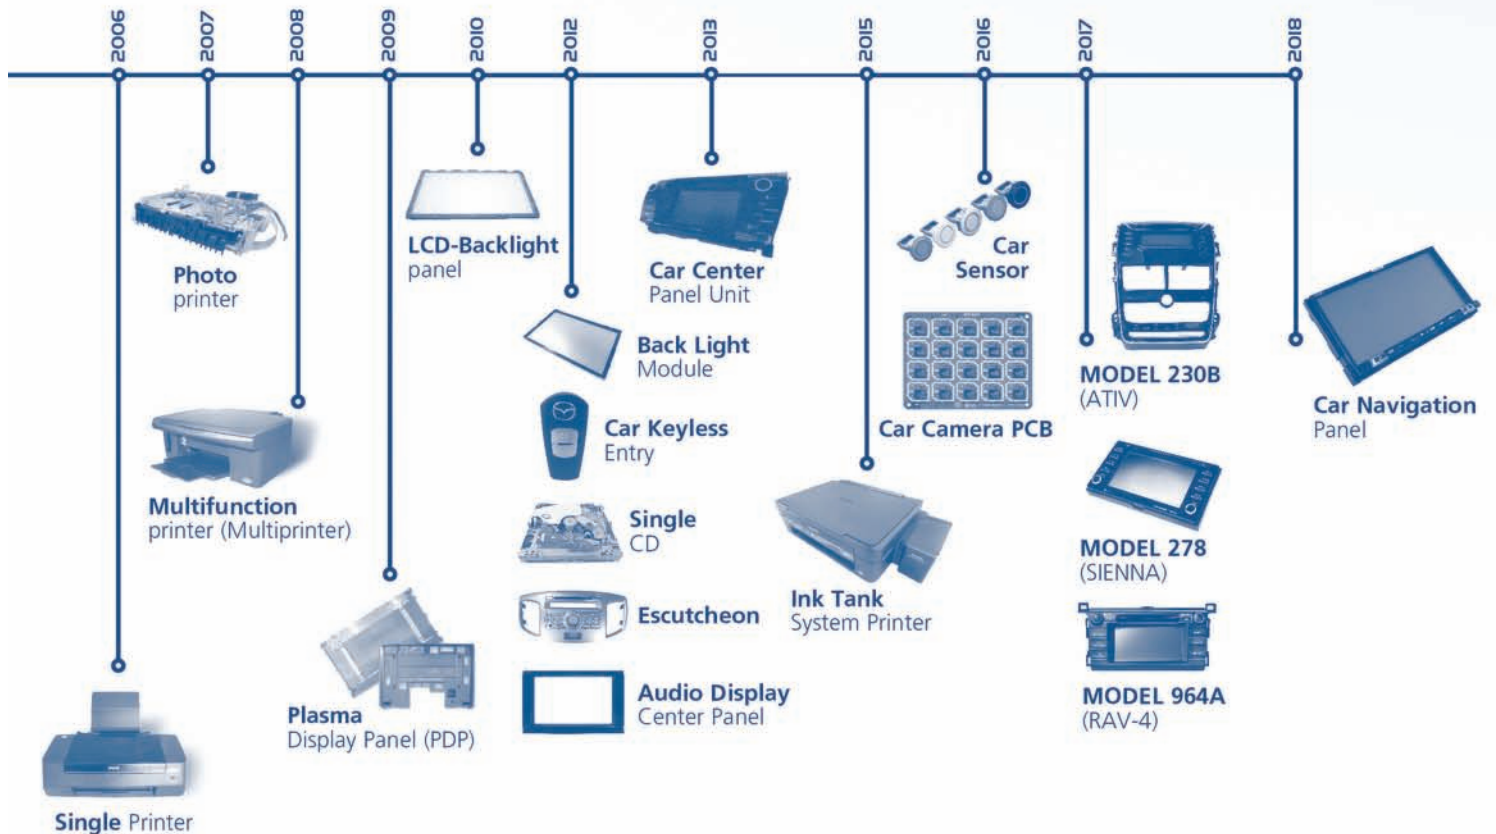 2006
2007
2008
2009
2010
2012
2013
2015
2016
2017
2018
Single Printer
Photo
printer
Multifunction
printer (Multiprinter)
Plasma
Display Panel (PDP)
LCD-Backlight
panel
Back Light
Module
Car Keyless
Entry
Single
CD
Escutcheon
Audio Display
Center Panel
Car Center
Panel Unit
Ink Tank
System Printer
Car
Sensor
Car Camera PCB
MODEL 230B
(ATIV)
MODEL 278
(SIENNA)
MODEL 964A
(RAV-4)
Car Navigation
Panel